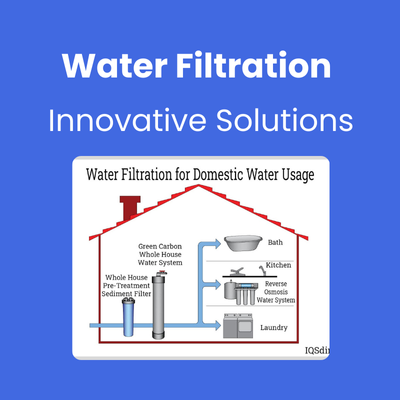 Water Filtration
Innovative Solutions
Water Filtration for Domestic Water Usage
Green Carbon
Whole House
Water System
Whole House
Pre-Treatment
Sediment Filter
Bath
Kitchen
Reverse
Osmosis
Water System
Laundry
IQSdir